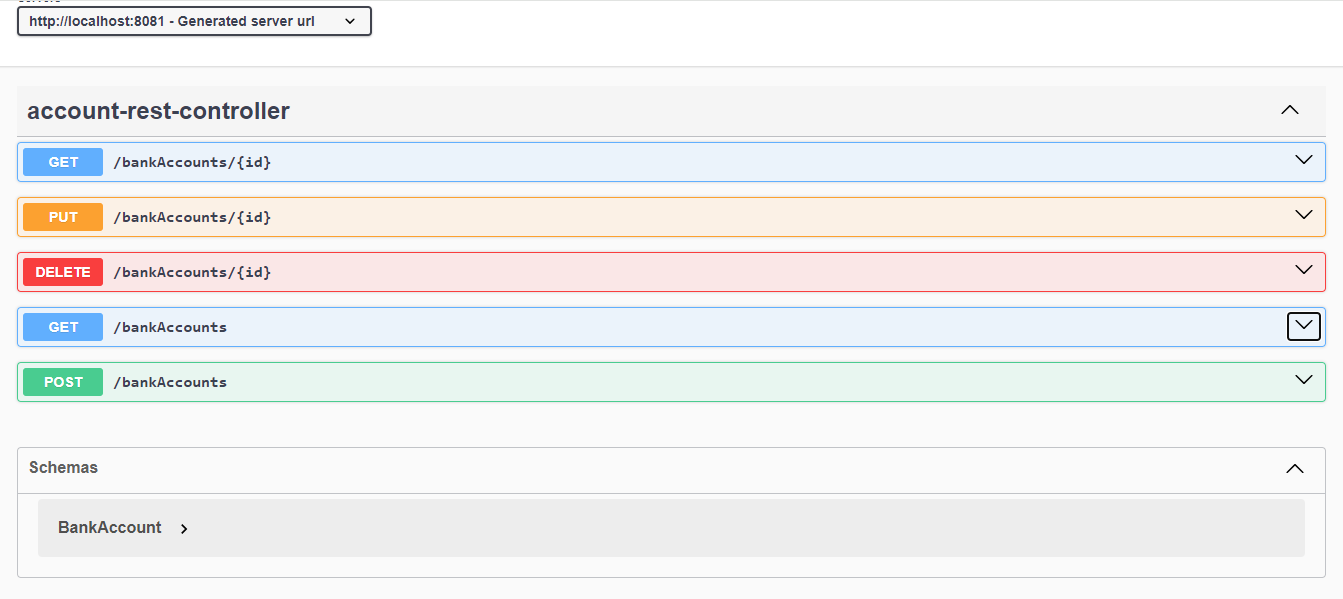 http://localhost:8081 - Generated server url
account-rest-controller
GET /bankAccounts/{id}
PUT /bankAccounts/{id}
DELETE /bankAccounts/{id}
GET /bankAccounts
POST /bankAccounts
Schemas
BankAccount